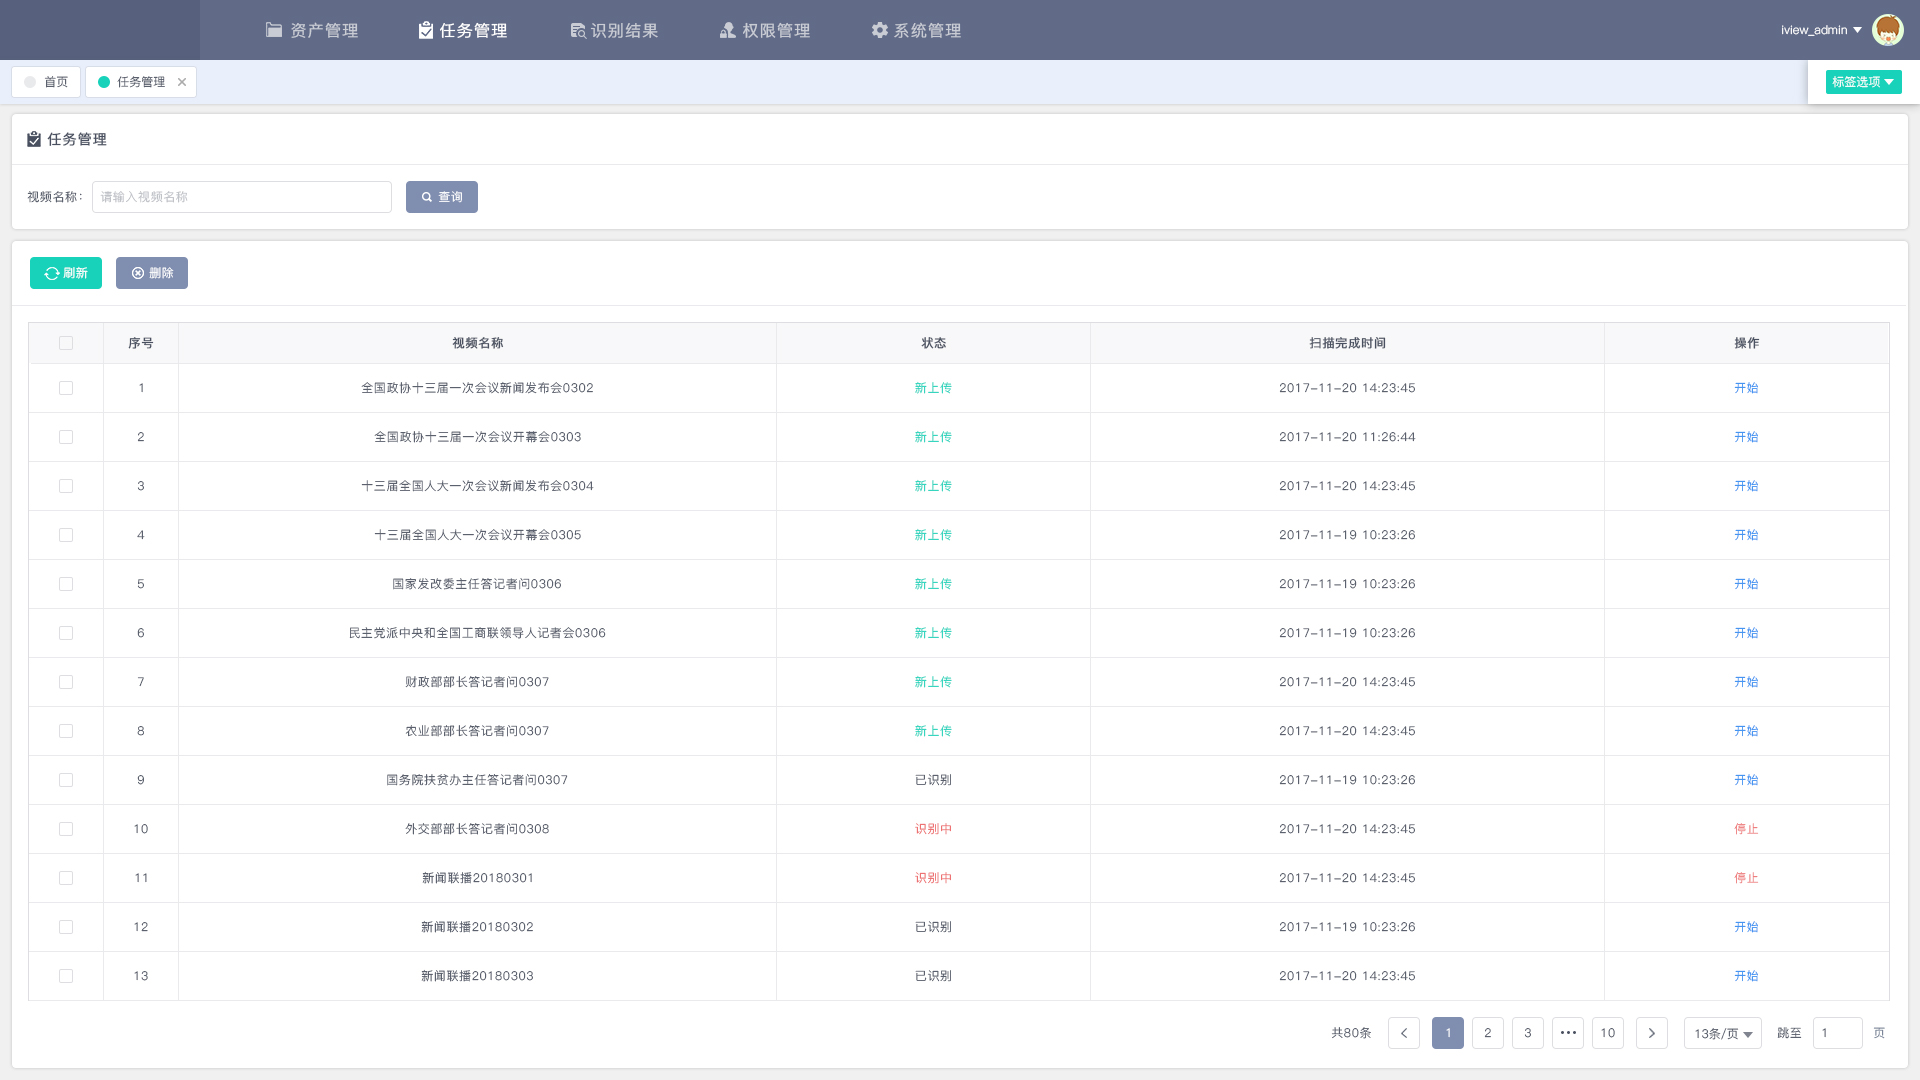 资产管理 任务管理 识别结果 权限管理 系统管理 iview_admin
首页 任务管理 标签选项
任务管理
视频名称: 请输入视频名称 查询
刷新 删除
序号 视频名称 状态 扫描完成时间 操作
1 全国政协十三届一次会议新闻发布会0302 新上传 2017-11-20 14:23:45 开始
2 全国政协十三届一次会议开幕会0303 新上传 2017-11-20 11:26:44 开始
3 十三届全国人大一次会议新闻发布会0304 新上传 2017-11-20 14:23:45 开始
4 十三届全国人大一次会议开幕会0305 新上传 2017-11-19 10:23:26 开始
5 国家发改委主任答记者问0306 新上传 2017-11-19 10:23:26 开始
6 民主党派中央和全国工商联领导人记者会0306 新上传 2017-11-19 10:23:26 开始
7 财政部部长答记者问0307 新上传 2017-11-20 14:23:45 开始
8 农业部部长答记者问0307 新上传 2017-11-20 14:23:45 开始
9 国务院扶贫办主任答记者问0307 已识别 2017-11-19 10:23:26 开始
10 外交部部长答记者问0308 识别中 2017-11-20 14:23:45 停止
11 新闻联播20180301 识别中 2017-11-20 14:23:45 停止
12 新闻联播20180302 已识别 2017-11-19 10:23:26 开始
13 新闻联播20180303 已识别 2017-11-20 14:23:45 开始
共80条 1 2 3 ••• 10 13条/页 跳至 1 页